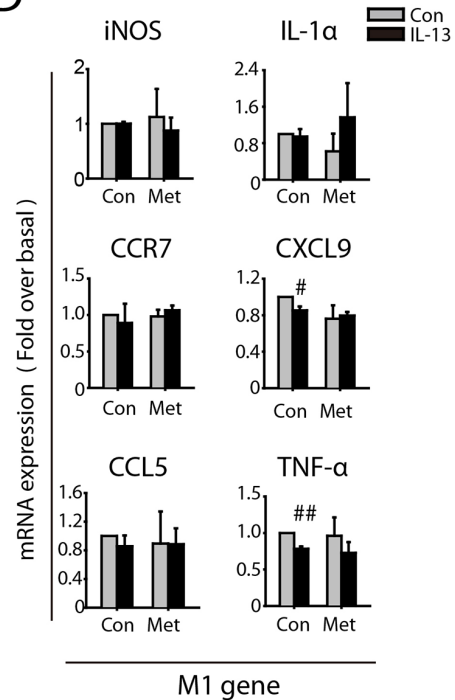 Con
IL-13
iNOS
IL-1α
2
1
0
2.4
1.6
0.8
0
Con Met
Con Met
CCR7
CXCL9
1.5
1.0
0.5
0
1.2
0.8
0.4
0
#
Con Met
Con Met
CCL5
TNF-α
1.6
1.2
0.8
0.4
0
1.5
1.0
0.5
0
##
Con Met
Con Met
mRNA expression ( Fold over basal )
M1 gene